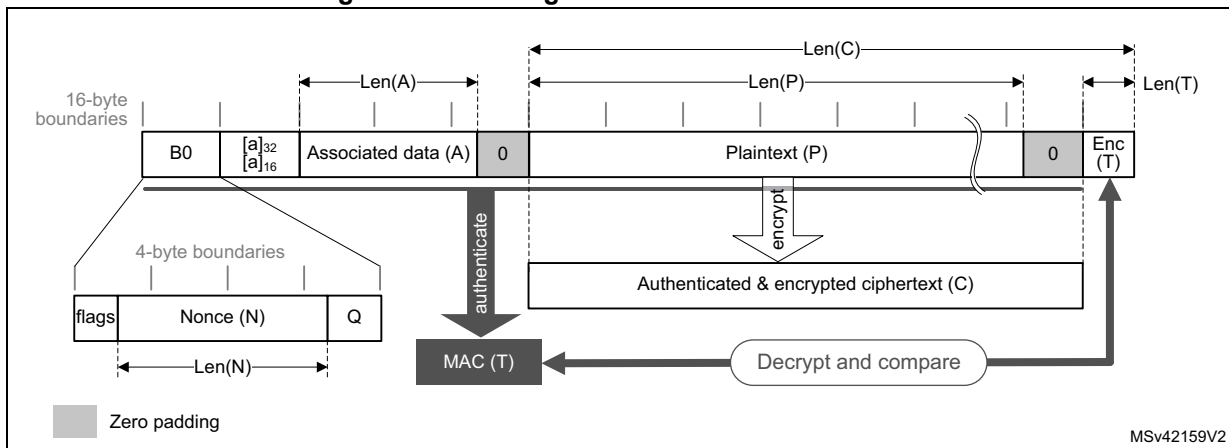 Len(C)
Len(A)
Len(P)
Len(T)
16-byte
boundaries
B0
[a]32
[a]16
Associated data (A)
0
Plaintext (P)
0
Enc
(T)
authenticate
encrypt
4-byte boundaries
flags
Nonce (N)
Q
Authenticated & encrypted ciphertext (C)
Len(N)
MAC (T)
Decrypt and compare
Zero padding
MSv42159V2